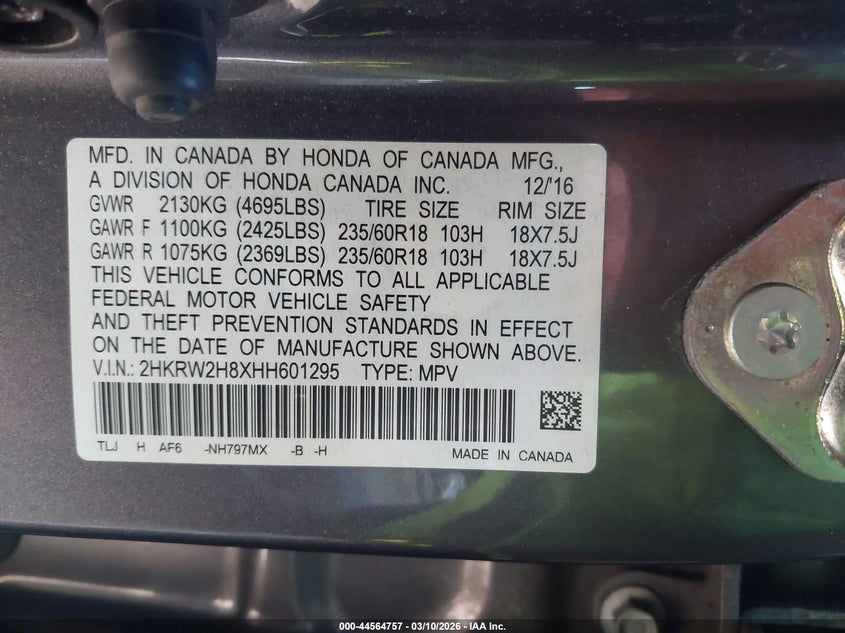 MFD. IN CANADA BY HONDA OF CANADA MFG.,
A DIVISION OF HONDA CANADA INC. 12/'16
GVWR 2130KG (4695LBS) TIRE SIZE RIM SIZE
GAWR F 1100KG (2425LBS) 235/60R18 103H 18X7.5J
GAWR R 1075KG (2369LBS) 235/60R18 103H 18X7.5J
THIS VEHICLE CONFORMS TO ALL APPLICABLE
FEDERAL MOTOR VEHICLE SAFETY
AND THEFT PREVENTION STANDARDS IN EFFECT
ON THE DATE OF MANUFACTURE SHOWN ABOVE.
V.I.N.: 2HKRW2H8XHH601295 TYPE: MPV
TLJ H AF6 -NH797MX -B -H MADE IN CANADA
000-44564757 - 03/10/2026 - IAA Inc.